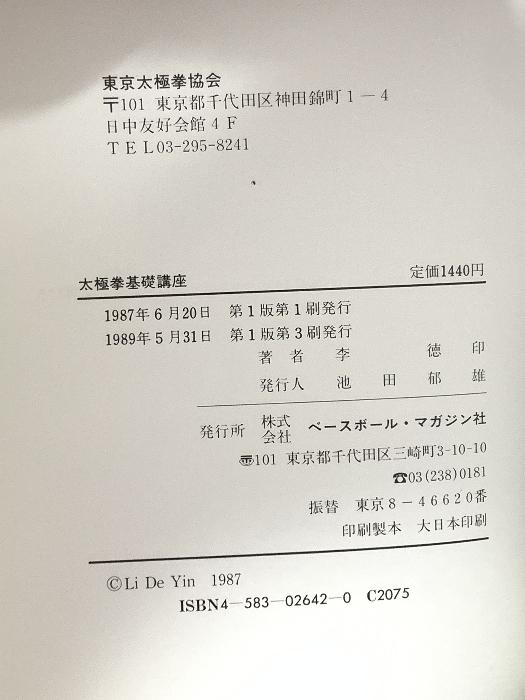 東京太極拳協会
〒101 東京都千代田区神田錦町1－4
日中友好会館4F
TEL03-295-8241
太極拳基礎講座 定価1440円
1987年6月20日 第1版第1刷発行
1989年5月31日 第1版第3刷発行
著者 李徳印
発行人 池田郁雄
発行所 株式会社 ベースボール・マガジン社
〠101 東京都千代田区三崎町3-10-10
☎03(238)0181
振替 東京8－46620番
印刷製本 大日本印刷
©Li De Yin 1987
ISBN4－583－02642－0 C2075